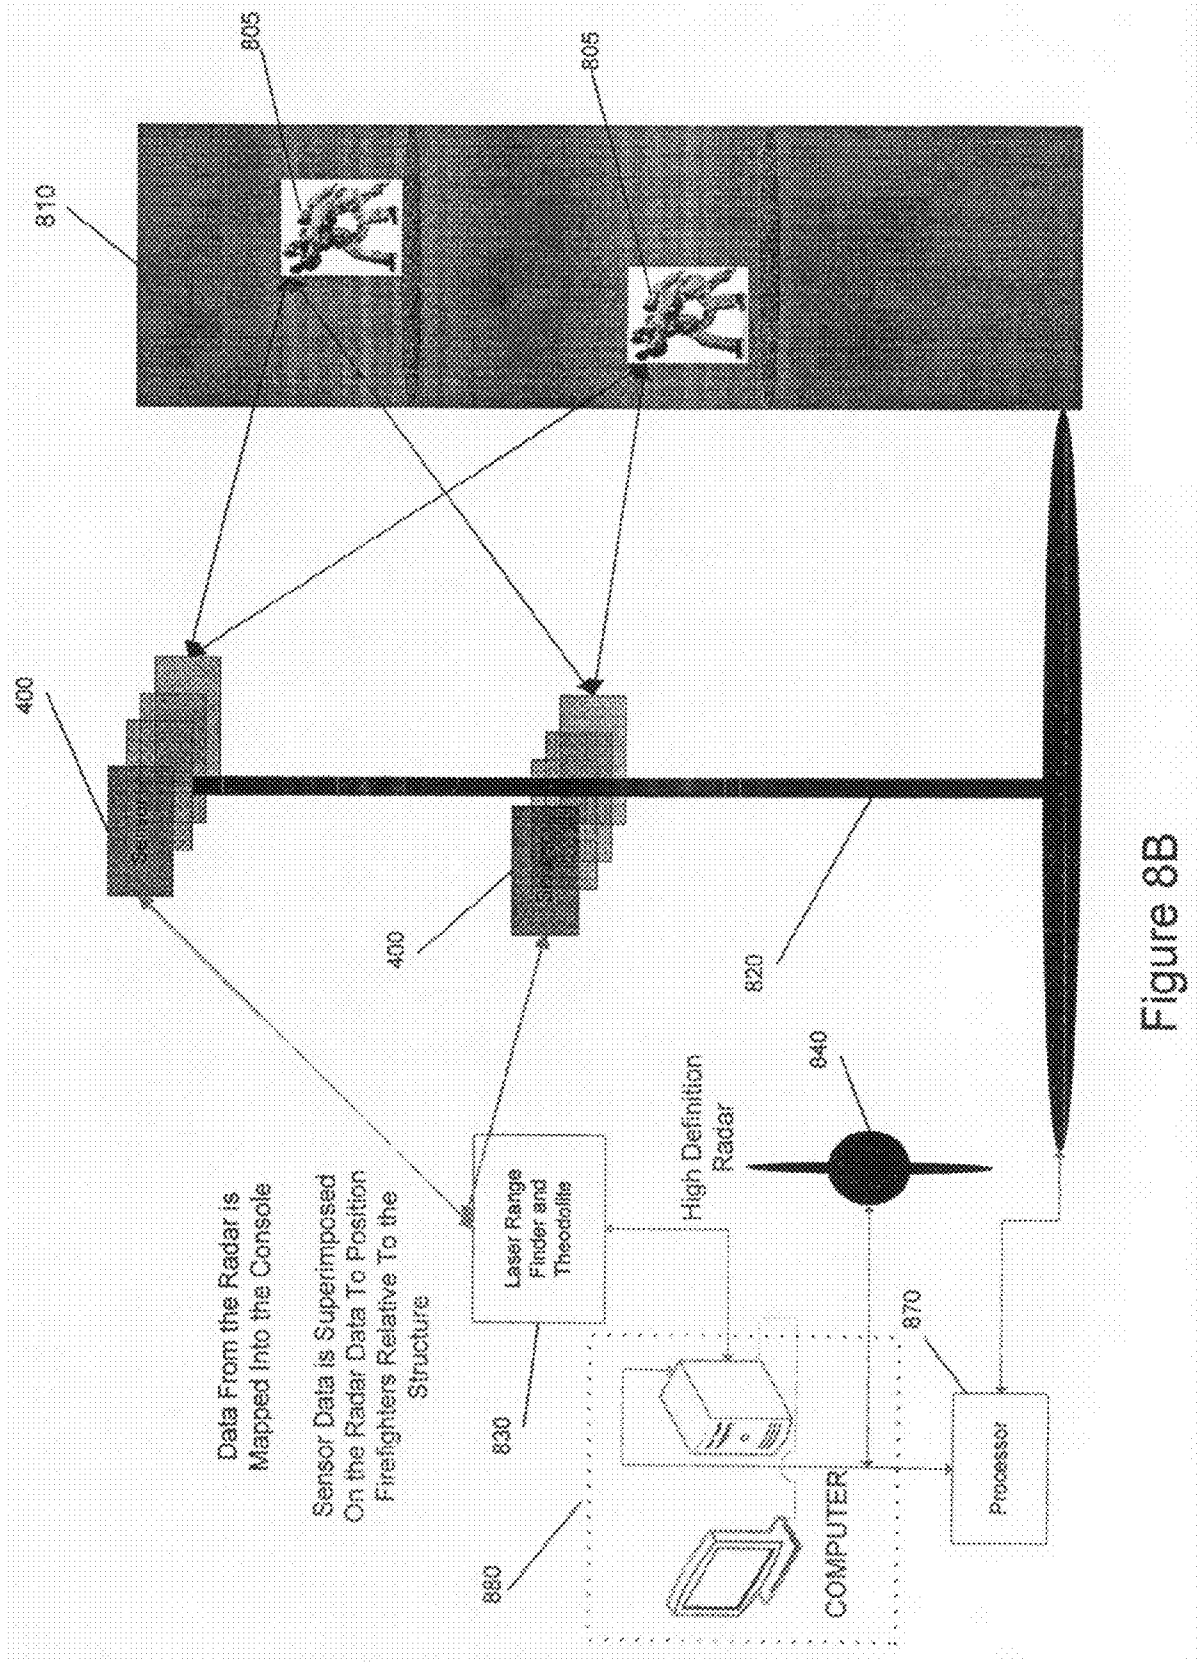 400
810
Data From the Radar is
Mapped Into the Console
805
Sensor Data is Superimposed
On the Radar Data To Position
Firefighters Relative To the
Structure
400
880
830
Laser Range
Finder and
Theodolite
805
High Definition
Radar
820
840
COMPUTER
870
Processor
Figure 8B